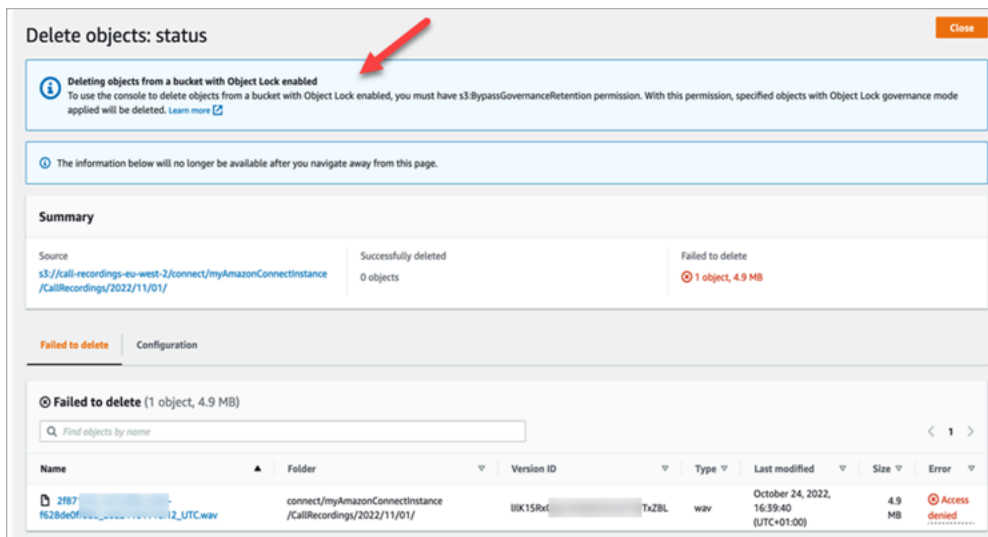 Delete objects: status
Close
Deleting objects from a bucket with Object Lock enabled
To use the console to delete objects from a bucket with Object Lock enabled, you must have s3:BypassGovernanceRetention permission. With this permission, specified objects with Object Lock governance mode
applied will be deleted. Learn more
The information below will no longer be available after you navigate away from this page.
Summary
Source
Successfully deleted
Failed to delete
s3://call-recordings-eu-west-2/connect/myAmazonConnectInstance
/CallRecordings/2022/11/01/
0 objects
1 object, 4.9 MB
Failed to delete
Configuration
Failed to delete (1 object, 4.9 MB)
Find objects by name
1
Name
Folder
Version ID
Type
Last modified
Size
Error
2f87
connect/myAmazonConnectInstance
/CallRecordings/2022/11/01/
TxZBL
wav
October 24, 2022,
16:39:40
(UTC+01:00)
4.9
MB
Access
denied